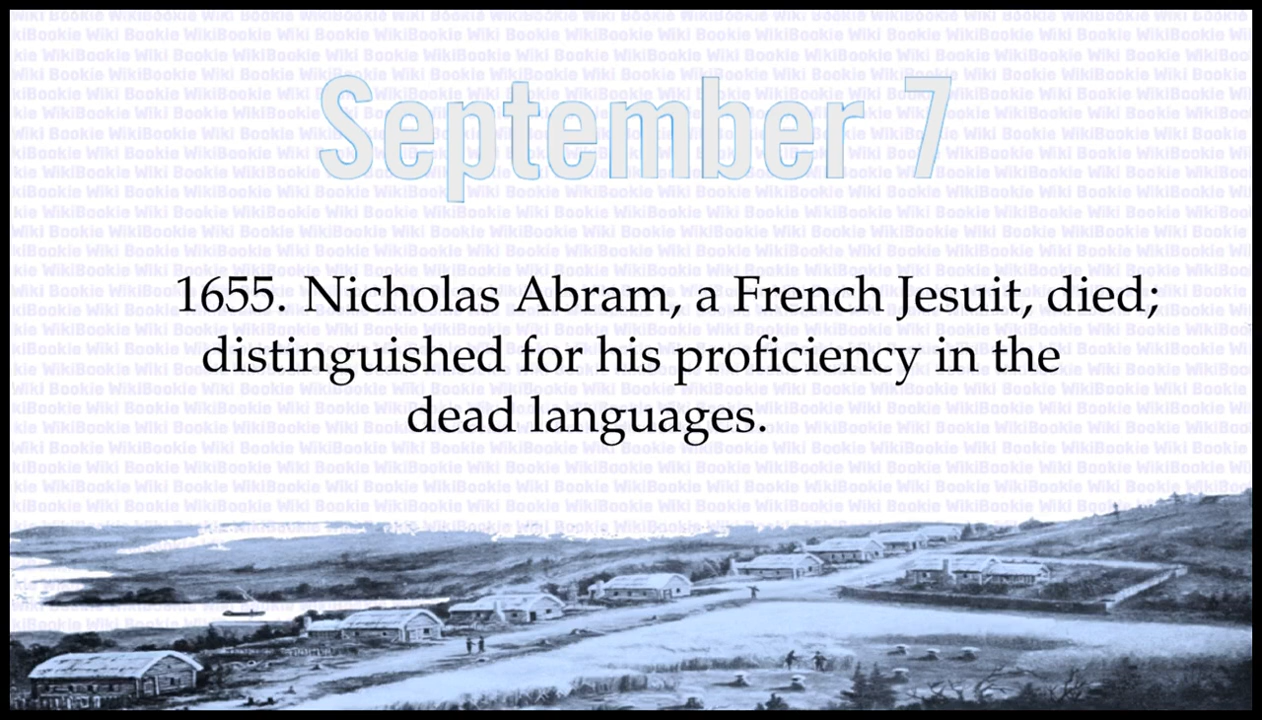 September 7
1655. Nicholas Abram, a French Jesuit, died;
distinguished for his proficiency in the
dead languages.